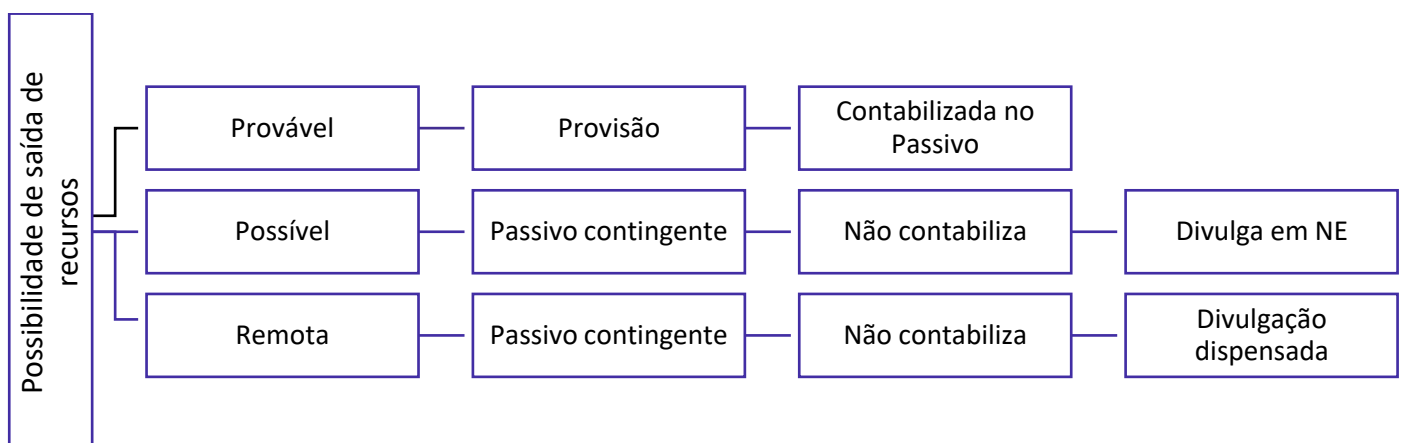 Possibilidade de saída de
recursos
Provável
Provisão
Contabilizada no
Passivo
Possível
Passivo contingente
Não contabiliza
Divulga em NE
Remota
Passivo contingente
Não contabiliza
Divulgação
dispensada